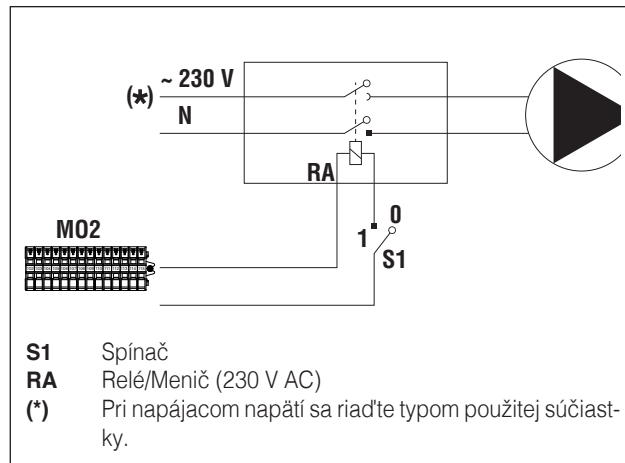 ~ 230 V
(*)
N
RA
MO2
0
1
S1
S1 Spínač
RA Relé/Menič (230 V AC)
(*) Pri napájacom napätí sa riaďte typom použitej súčiast-
ky.